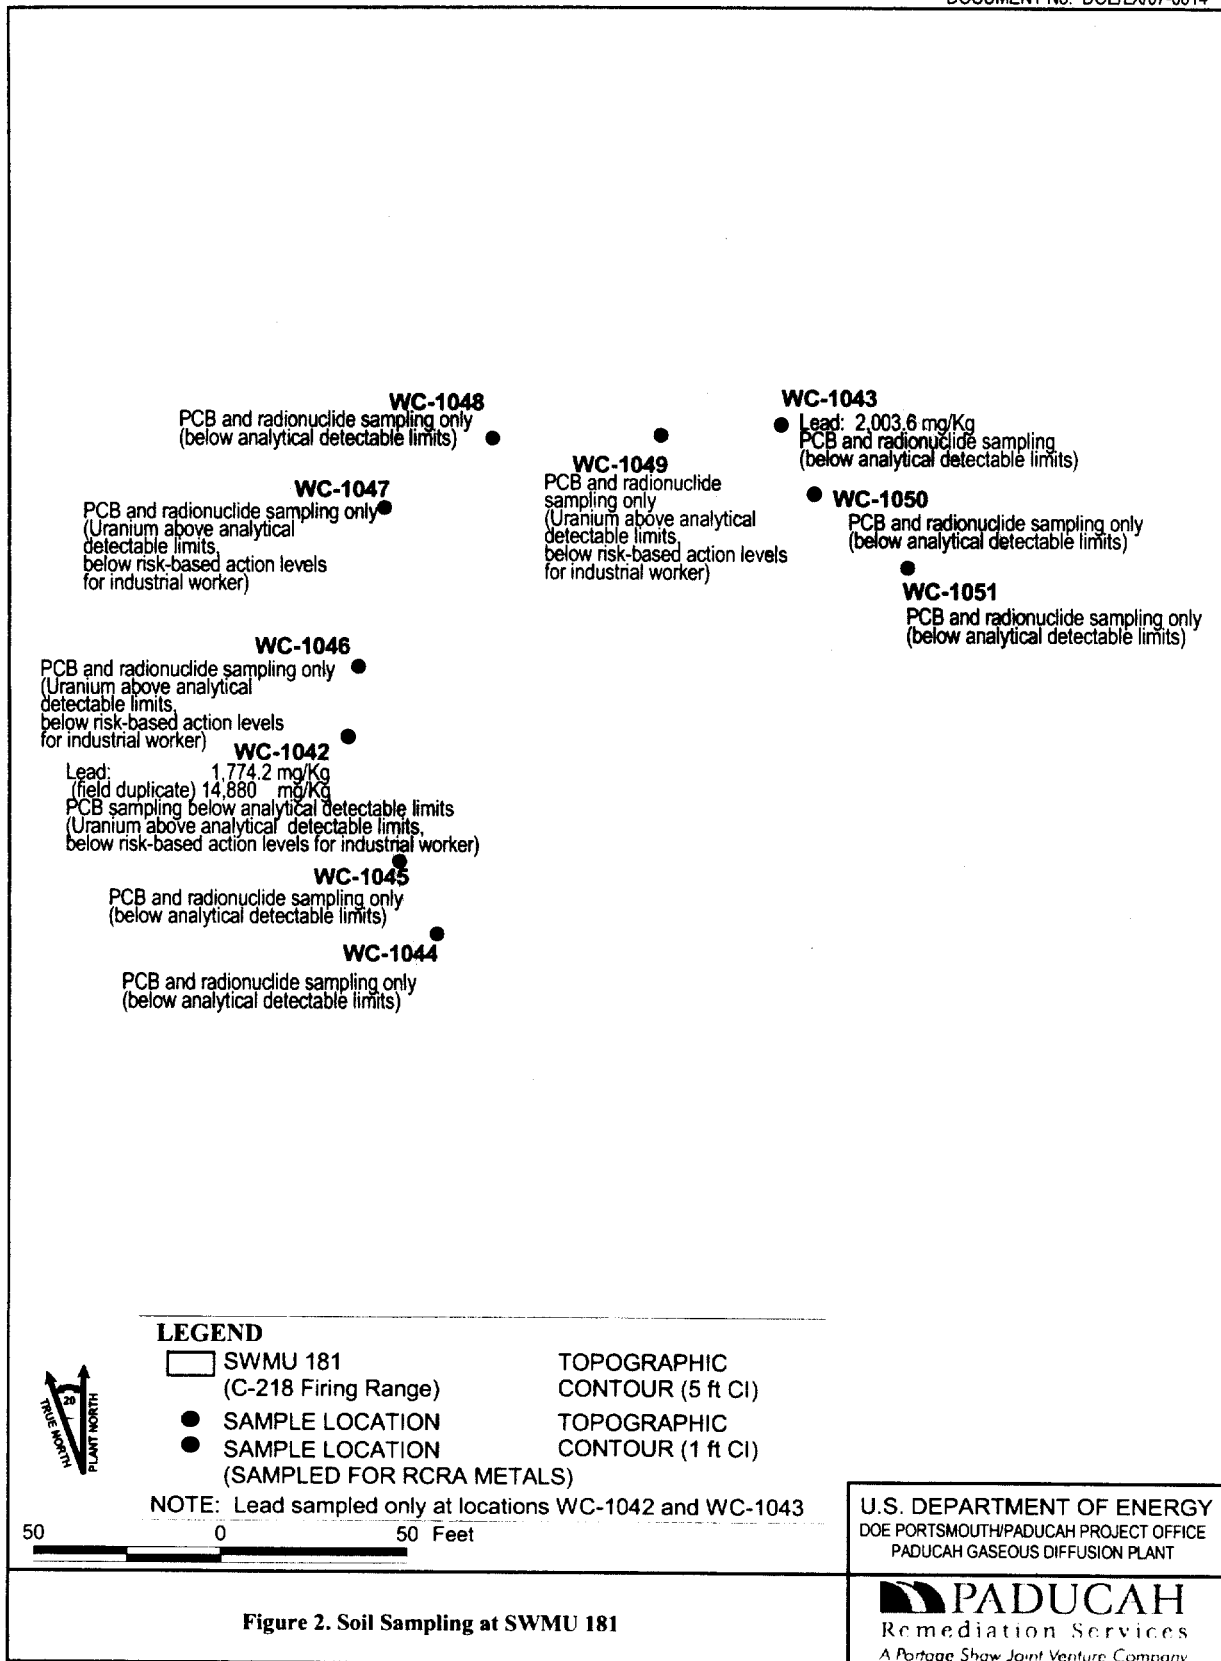 WC-1048
PCB and radionuclide sampling only
(below analytical detectable limits)
WC-1043
Lead: 2,003.6 mg/Kg
PCB and radionuclide sampling
(below analytical detectable limits)
WC-1049
PCB and radionuclide
sampling only
(Uranium above analytical
detectable limits,
below risk-based action levels
for industrial worker)
WC-1047
PCB and radionuclide sampling only
(Uranium above analytical
detectable limits,
below risk-based action levels
for industrial worker)
WC-1050
PCB and radionuclide sampling only
(below analytical detectable limits)
WC-1051
PCB and radionuclide sampling only
(below analytical detectable limits)
WC-1046
PCB and radionuclide sampling only
(Uranium above analytical
detectable limits,
below risk-based action levels
for industrial worker)
WC-1042
Lead: 1,774.2 mg/Kg
(field duplicate) 14,880 mg/Kg
PCB sampling below analytical detectable limits
(Uranium above analytical detectable limits,
below risk-based action levels for industrial worker)
WC-1045
PCB and radionuclide sampling only
(below analytical detectable limits)
WC-1044
PCB and radionuclide sampling only
(below analytical detectable limits)
LEGEND
SWMU 181
(C-218 Firing Range)
SAMPLE LOCATION
SAMPLE LOCATION
(SAMPLED FOR RCRA METALS)
TOPOGRAPHIC
CONTOUR (5 ft CI)
TOPOGRAPHIC
CONTOUR (1 ft CI)
20
TRUE NORTH
PLANT NORTH
NOTE: Lead sampled only at locations WC-1042 and WC-1043
50 0 50 Feet
U.S. DEPARTMENT OF ENERGY
DOE PORTSMOUTH/PADUCAH PROJECT OFFICE
PADUCAH GASEOUS DIFFUSION PLANT
Figure 2. Soil Sampling at SWMU 181
PADUCAH
Remediation Services
A Portage Shaw Joint Venture Company